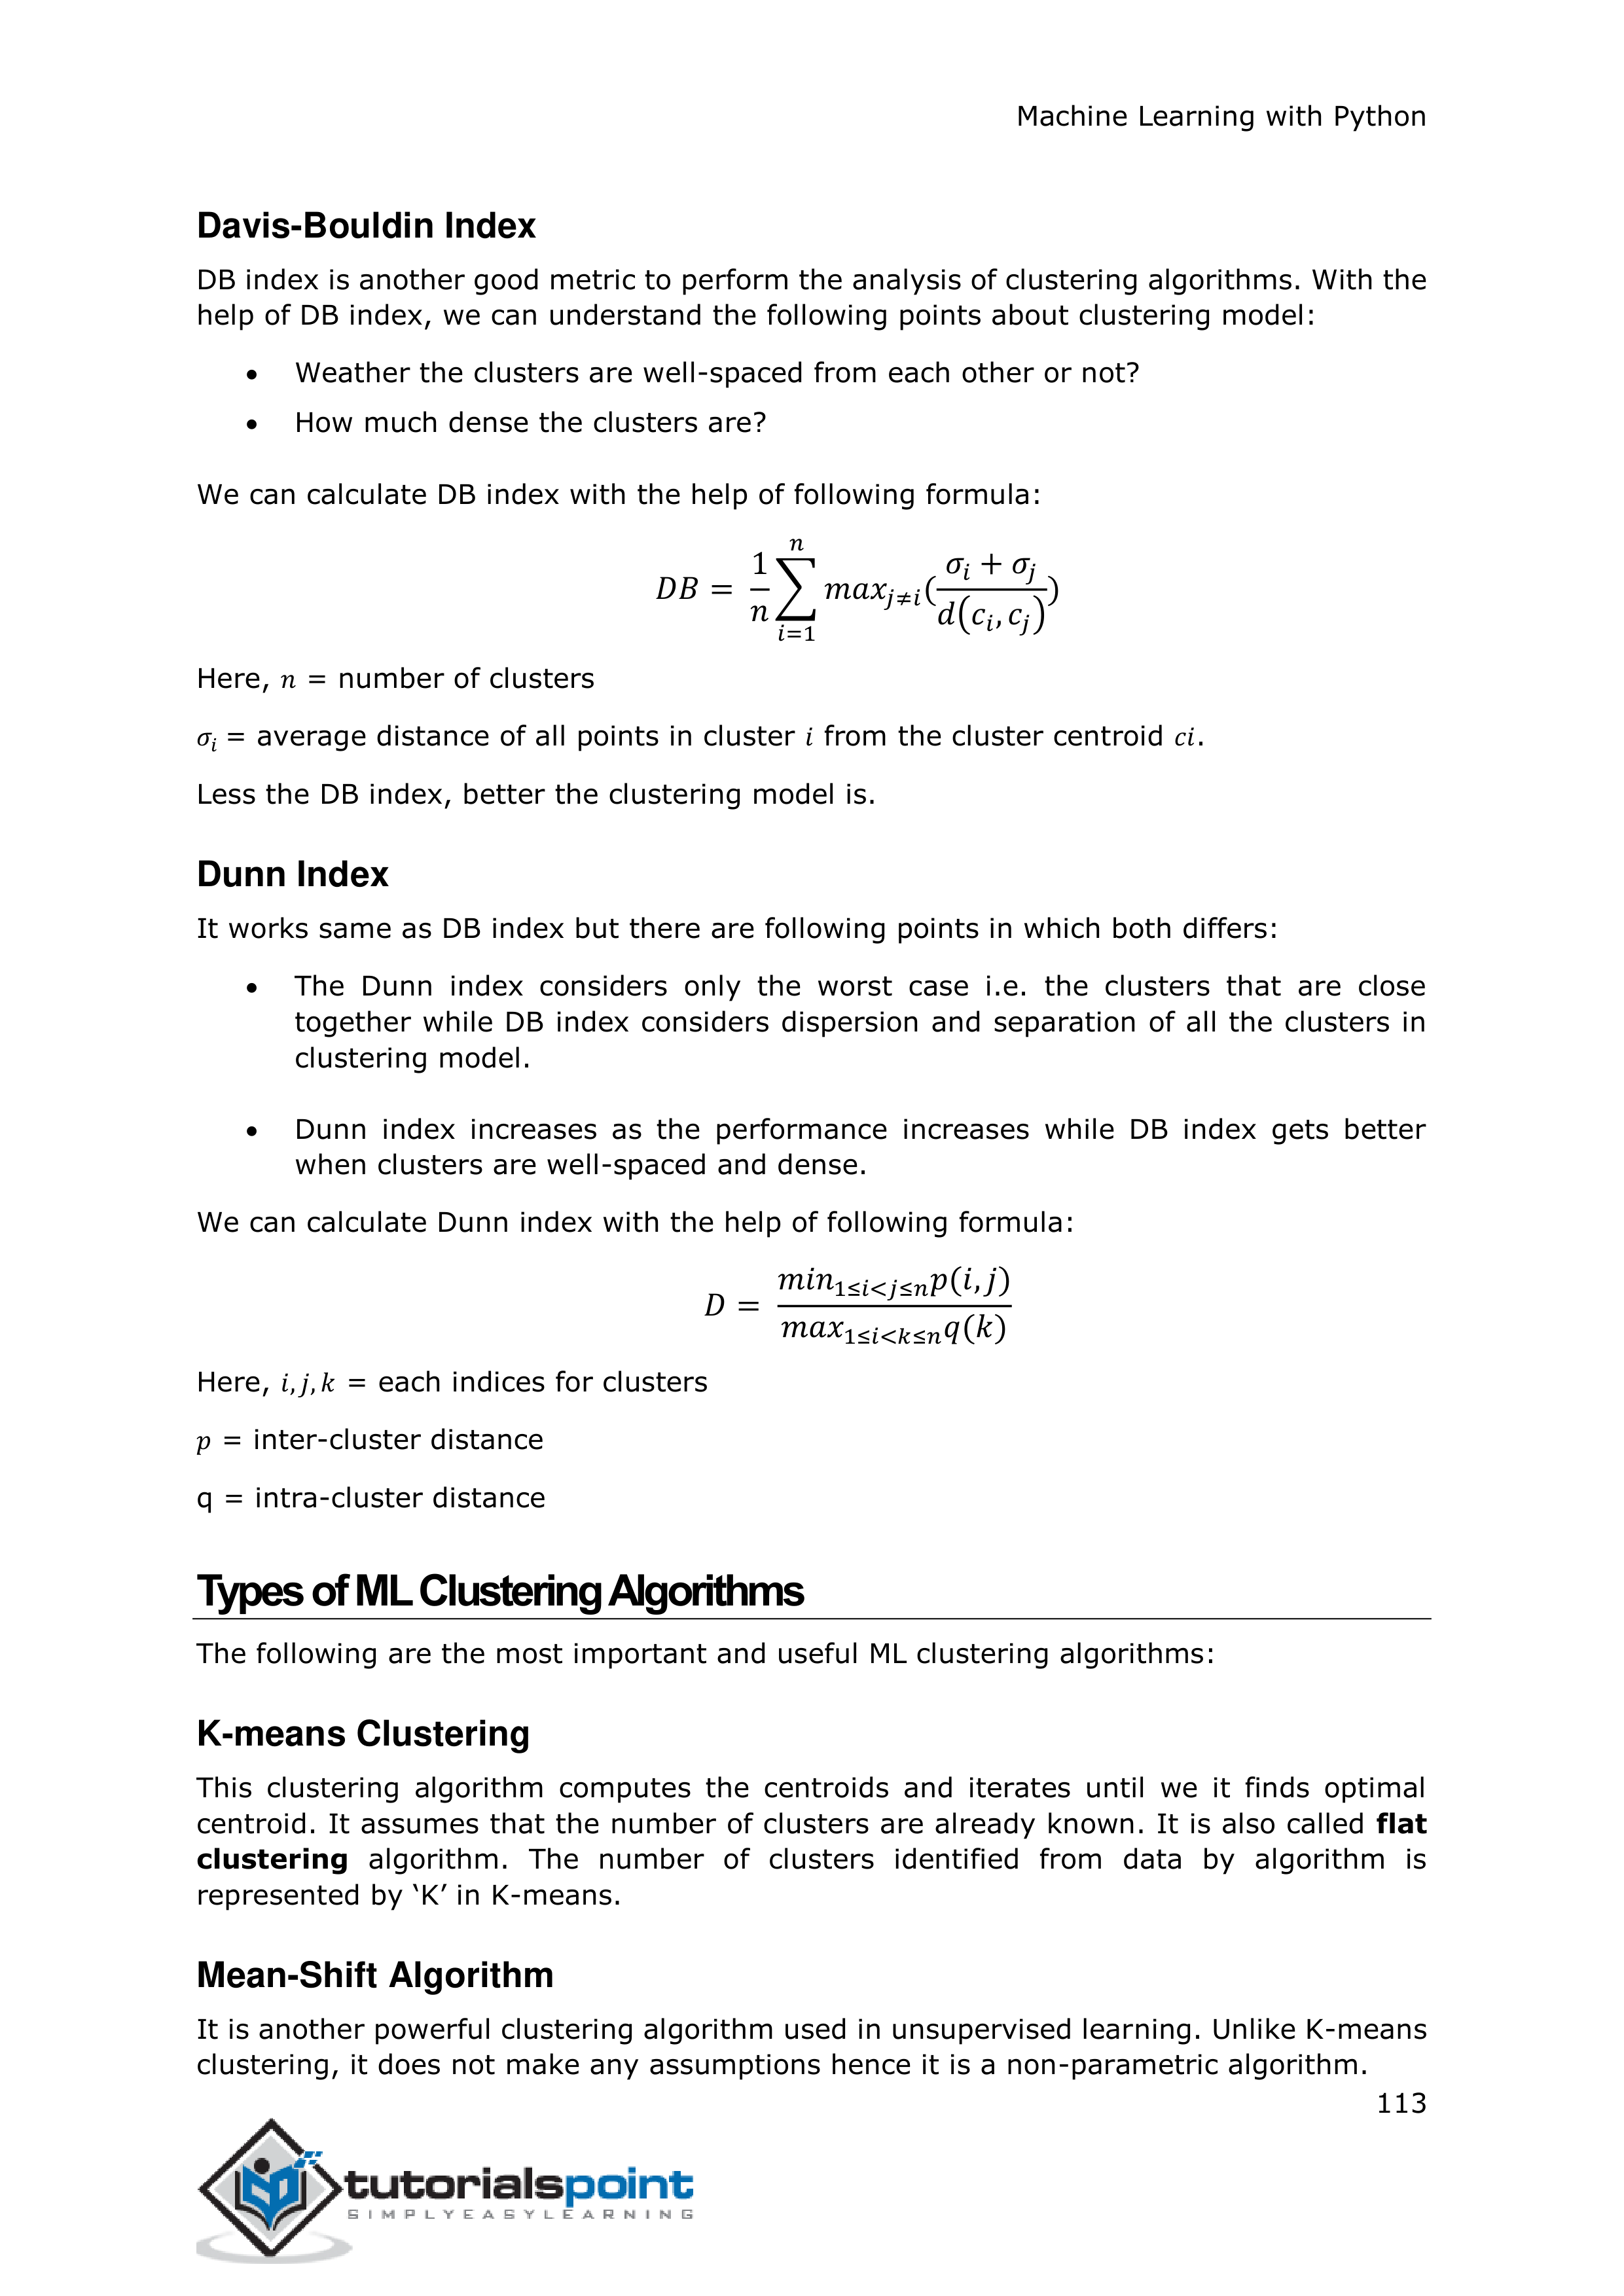 Machine Learning with Python
Davis-Bouldin Index
DB index is another good metric to perform the analysis of clustering algorithms. With the
help of DB index, we can understand the following points about clustering model:
• Weather the clusters are well-spaced from each other or not?
• How much dense the clusters are?
We can calculate DB index with the help of following formula:
$DB = \frac{1}{n}\sum_{i=1}^{n} max_{j \neq i}(\frac{\sigma_i + \sigma_j}{d(c_i, c_j)})$
Here, n = number of clusters
σᵢ = average distance of all points in cluster i from the cluster centroid ci.
Less the DB index, better the clustering model is.
Dunn Index
It works same as DB index but there are following points in which both differs:
• The Dunn index considers only the worst case i.e. the clusters that are close
together while DB index considers dispersion and separation of all the clusters in
clustering model.
• Dunn index increases as the performance increases while DB index gets better
when clusters are well-spaced and dense.
We can calculate Dunn index with the help of following formula:
$D = \frac{min_{1 \leq i < j \leq n} p(i,j)}{max_{1 \leq i < k \leq n} q(k)}$
Here, i, j, k = each indices for clusters
p = inter-cluster distance
q = intra-cluster distance
Types of ML Clustering Algorithms
The following are the most important and useful ML clustering algorithms:
K-means Clustering
This clustering algorithm computes the centroids and iterates until we it finds optimal
centroid. It assumes that the number of clusters are already known. It is also called flat
clustering algorithm. The number of clusters identified from data by algorithm is
represented by ‘K’ in K-means.
Mean-Shift Algorithm
It is another powerful clustering algorithm used in unsupervised learning. Unlike K-means
clustering, it does not make any assumptions hence it is a non-parametric algorithm.
113
tutorialspoint
SIMPLYEASYLEARNING